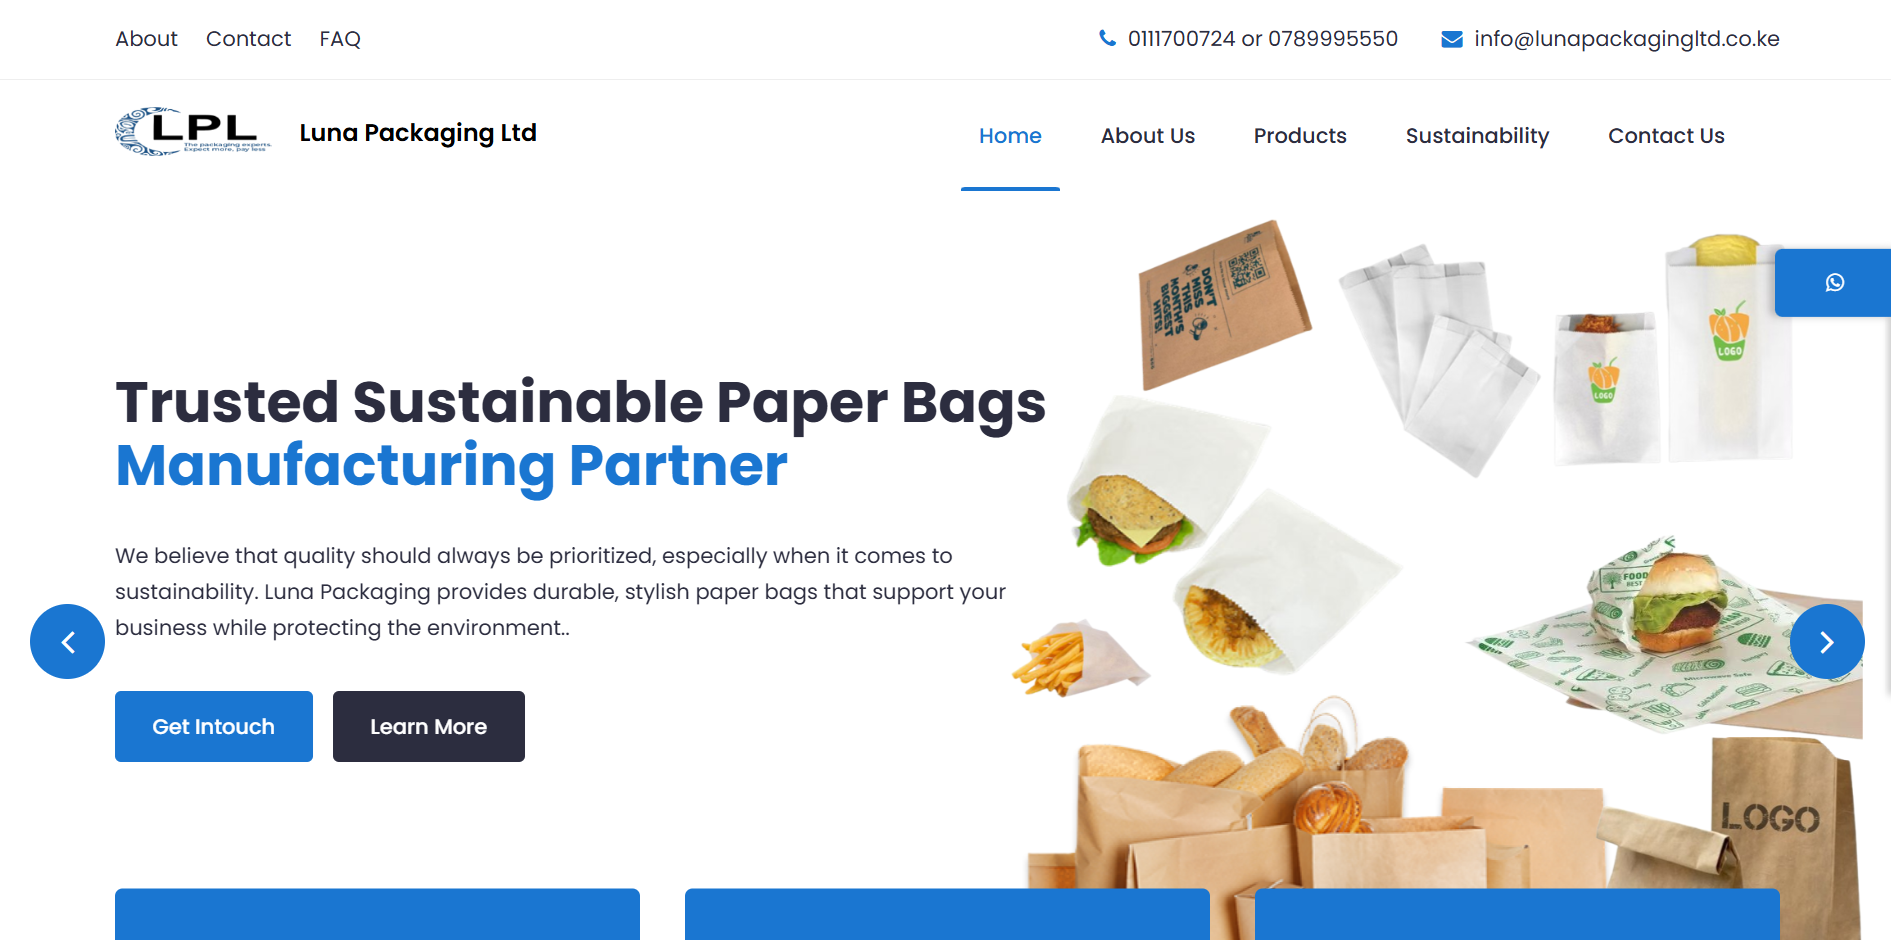 About Contact FAQ
0111700724 or 0789995550 info@lunapackagingltd.co.ke
LPL
The packaging experts.
Expect more, pay less
Luna Packaging Ltd
Home About Us Products Sustainability Contact Us
DON'T
MISS
THIS
MONTH'S
BIGGEST
HITS!
LOGO
LOGO
Trusted Sustainable Paper Bags
Manufacturing Partner
We believe that quality should always be prioritized, especially when it comes to
sustainability. Luna Packaging provides durable, stylish paper bags that support your
business while protecting the environment..
FOOD
BEST
Microwave Safe
Get Intouch Learn More
LOGO